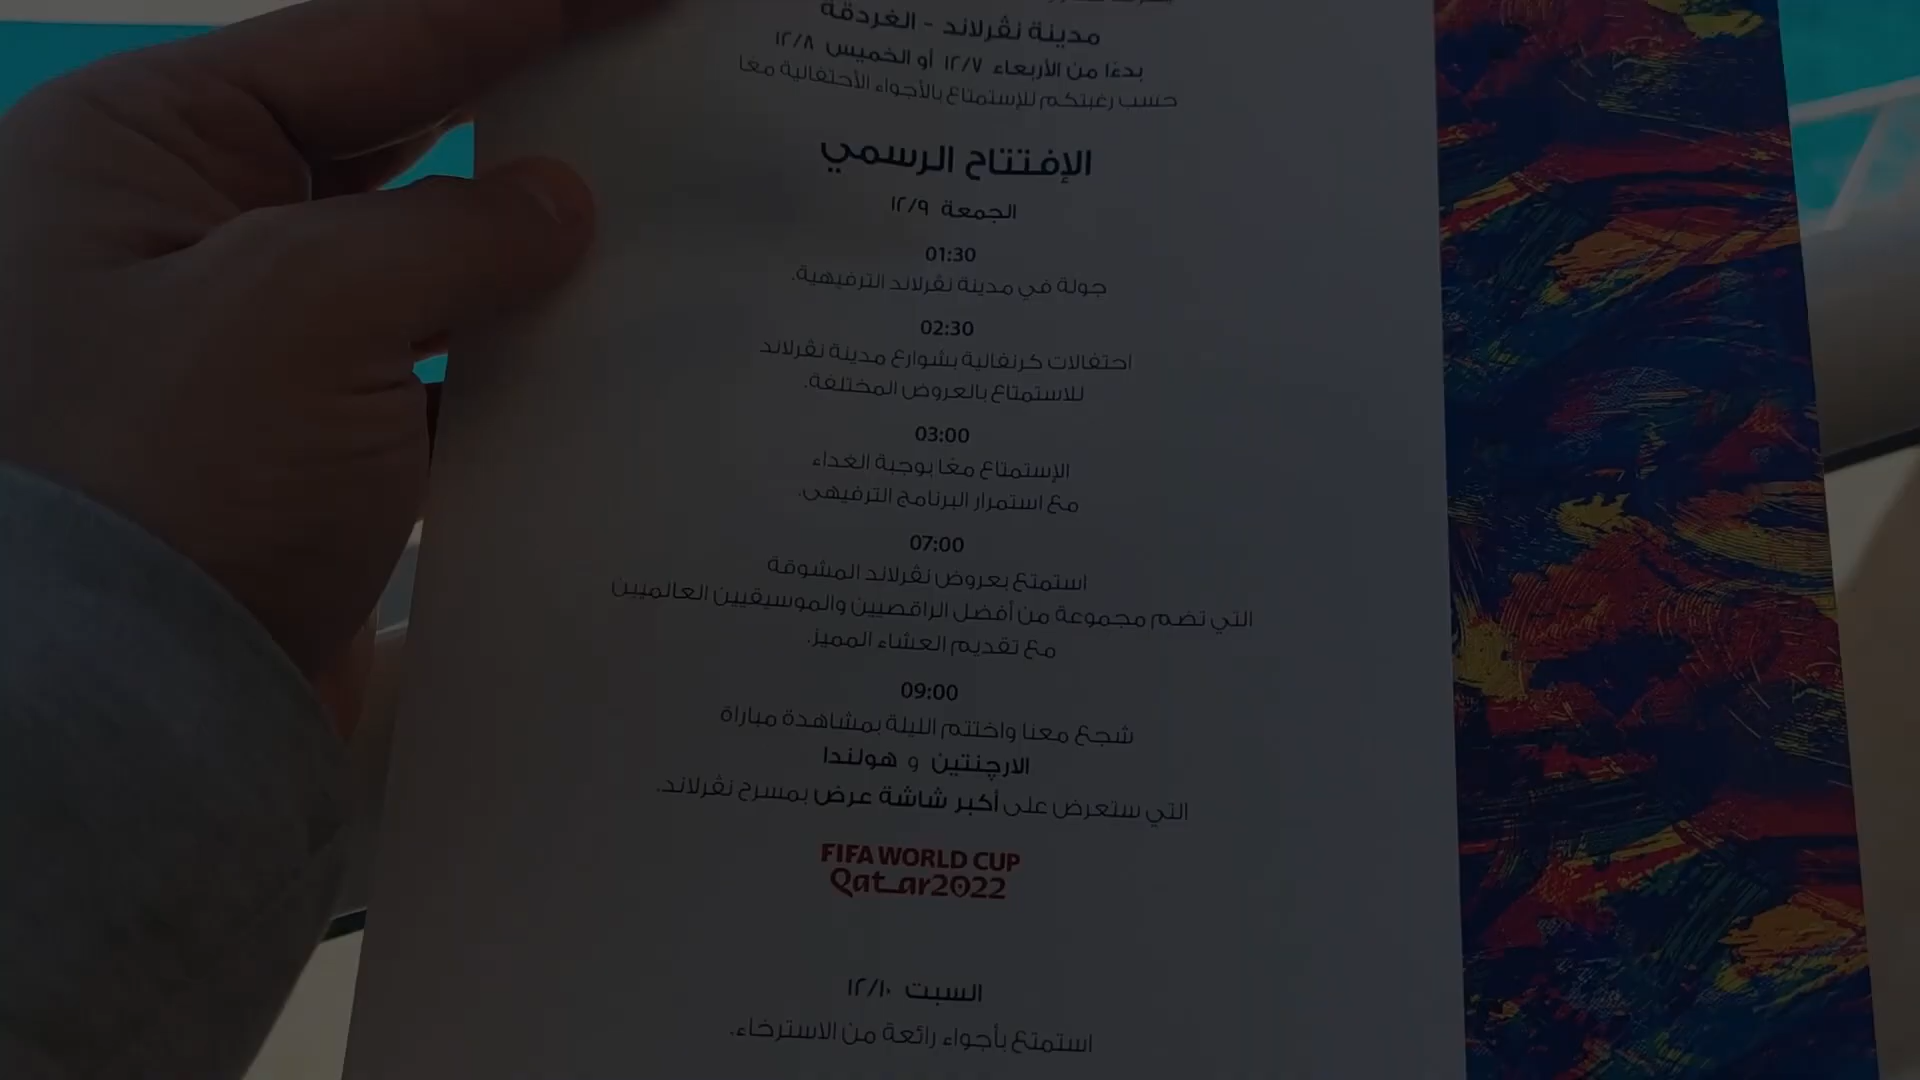 مدينة نڤرلاند - الغردقة
بدءًا من الأربعاء ١٢/٧ أو الخميس ١٢/٨
حسب رغبتكم للإستمتاع بالأجواء الأحتفالية معا
الإفتتاح الرسمي
الجمعة ١٢/٩
01:30
جولة في مدينة نڤرلاند الترفيهية.
02:30
احتفالات كرنفالية بشوارع مدينة نڤرلاند
للاستمتاع بالعروض المختلفة.
03:00
الإستمتاع معًا بوجبة الغداء
مع استمرار البرنامج الترفيهى.
07:00
استمتع بعروض نڤرلاند المشوقة
التي تضم مجموعة من أفضل الراقصيين والموسيقيين العالميين
مع تقديم العشاء المميز.
09:00
شجع معنا واختتم الليلة بمشاهدة مباراة
الارچنتين و هولندا
التي ستعرض على أكبر شاشة عرض بمسرح نڤرلاند.
FIFA WORLD CUP
Qatar2022
السبت ١٢/١٠
استمتع بأجواء رائعة من الاسترخاء.